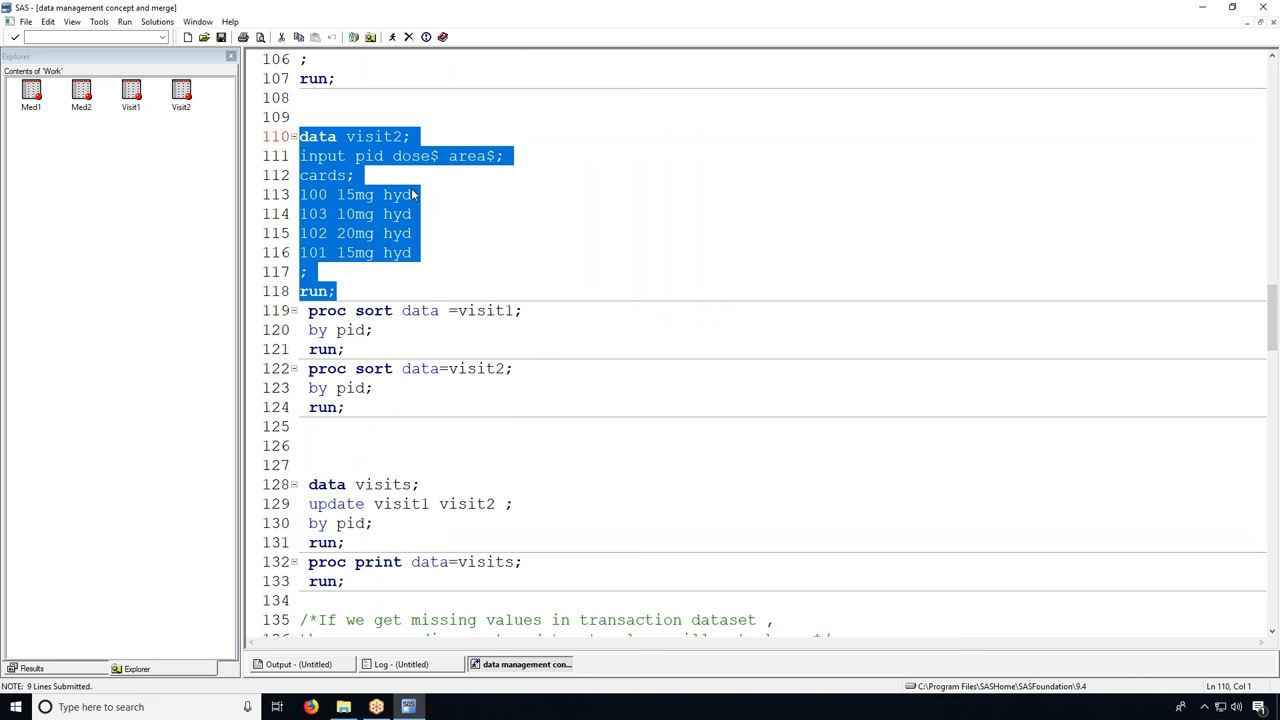 SAS - [data management concept and merge]
File Edit View Tools Run Solutions Window Help
Explorer
Contents of 'Work'
Med1 Med2 Visit1 Visit2
106 ;
107 run;
108
109
110 data visit2;
111 input pid dose$ area$;
112 cards;
113 100 15mg hyd
114 103 10mg hyd
115 102 20mg hyd
116 101 15mg hyd
117 ;
118 run;
119 proc sort data =visit1;
120 by pid;
121 run;
122 proc sort data=visit2;
123 by pid;
124 run;
125
126
127
128 data visits;
129 update visit1 visit2 ;
130 by pid;
131 run;
132 proc print data=visits;
133 run;
134
135 /*If we get missing values in transaction dataset ,
Results Explorer
Output - (Untitled) Log - (Untitled) data management con...
NOTE: 9 Lines Submitted.
C:\Program Files\SASHome\SASFoundation\9.4
Ln 110, Col 1
Type here to search